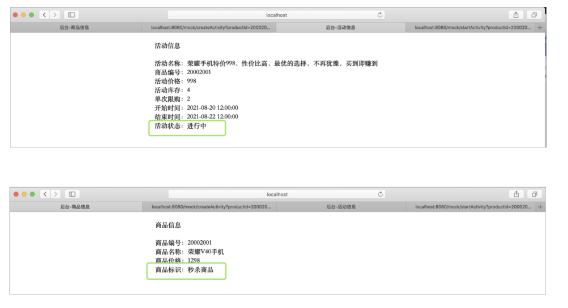 localhost
后台-商品信息
localhost:8080/mock/createActivity?productId=200020...
后台-活动信息
localhost:8080/mock/startActivity?productId=200020...
活动信息
活动名称：荣耀手机特价998，性价比高，最优的选择，不再犹豫，买到即赚到
商品编号：20002001
活动价格：998
活动库存：4
单次限购：2
开始时间：2021-08-20 12:00:00
结束时间：2021-08-22 12:00:00
活动状态：进行中
localhost
后台-商品信息
localhost:8080/mock/createActivity?productId=200020...
后台-活动信息
localhost:8080/mock/startActivity?productId=200020...
商品信息
商品编号：20002001
商品名称：荣耀V40手机
商品价格：1298
商品标识：秒杀商品